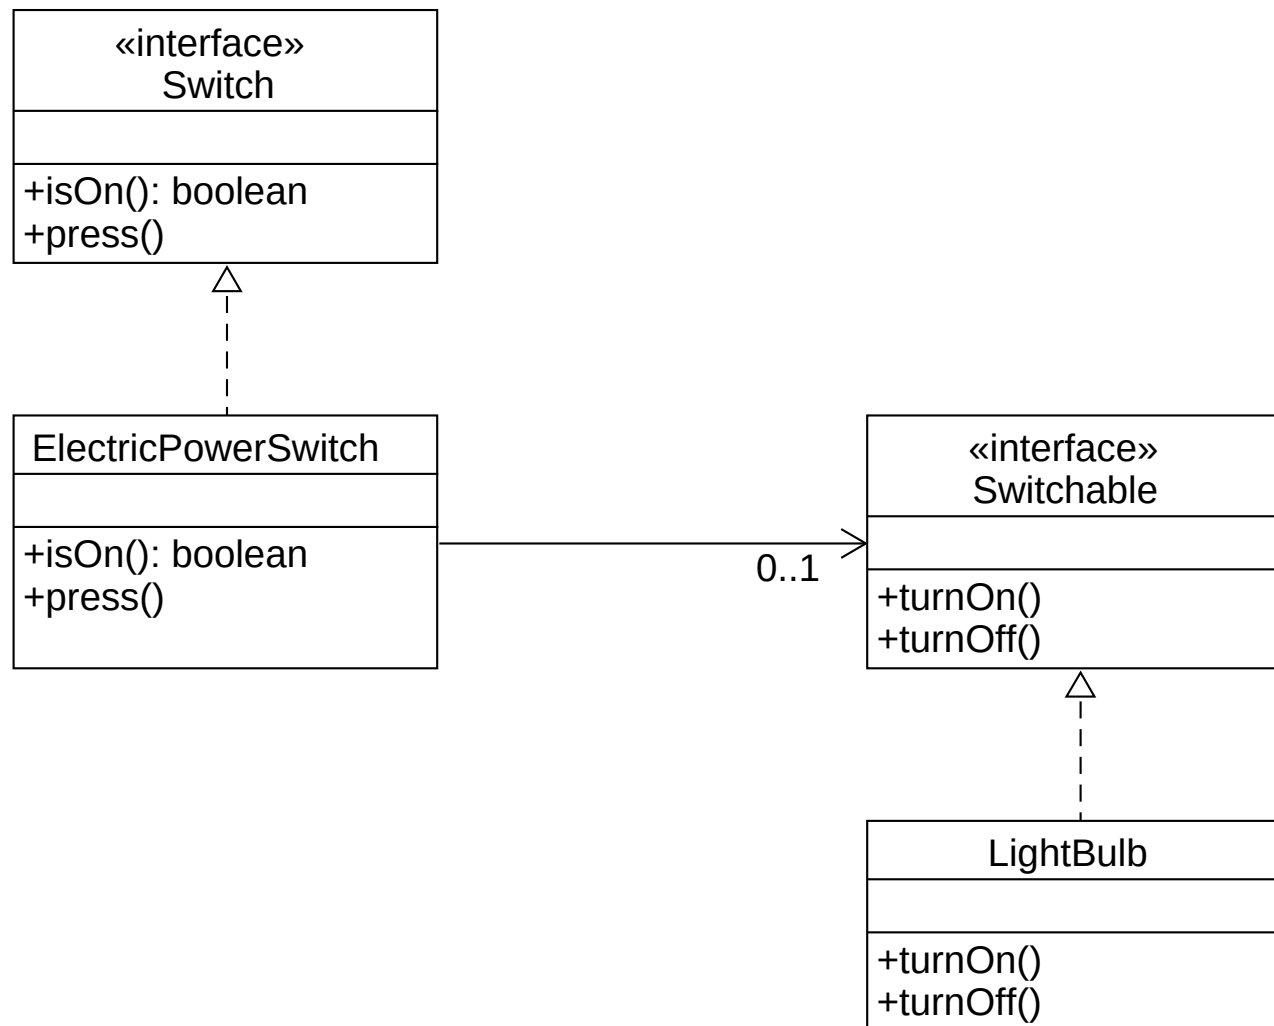 «interface»
Switch
+isOn(): boolean
+press()
ElectricPowerSwitch
+isOn(): boolean
+press()
0..1
«interface»
Switchable
+turnOn()
+turnOff()
LightBulb
+turnOn()
+turnOff()